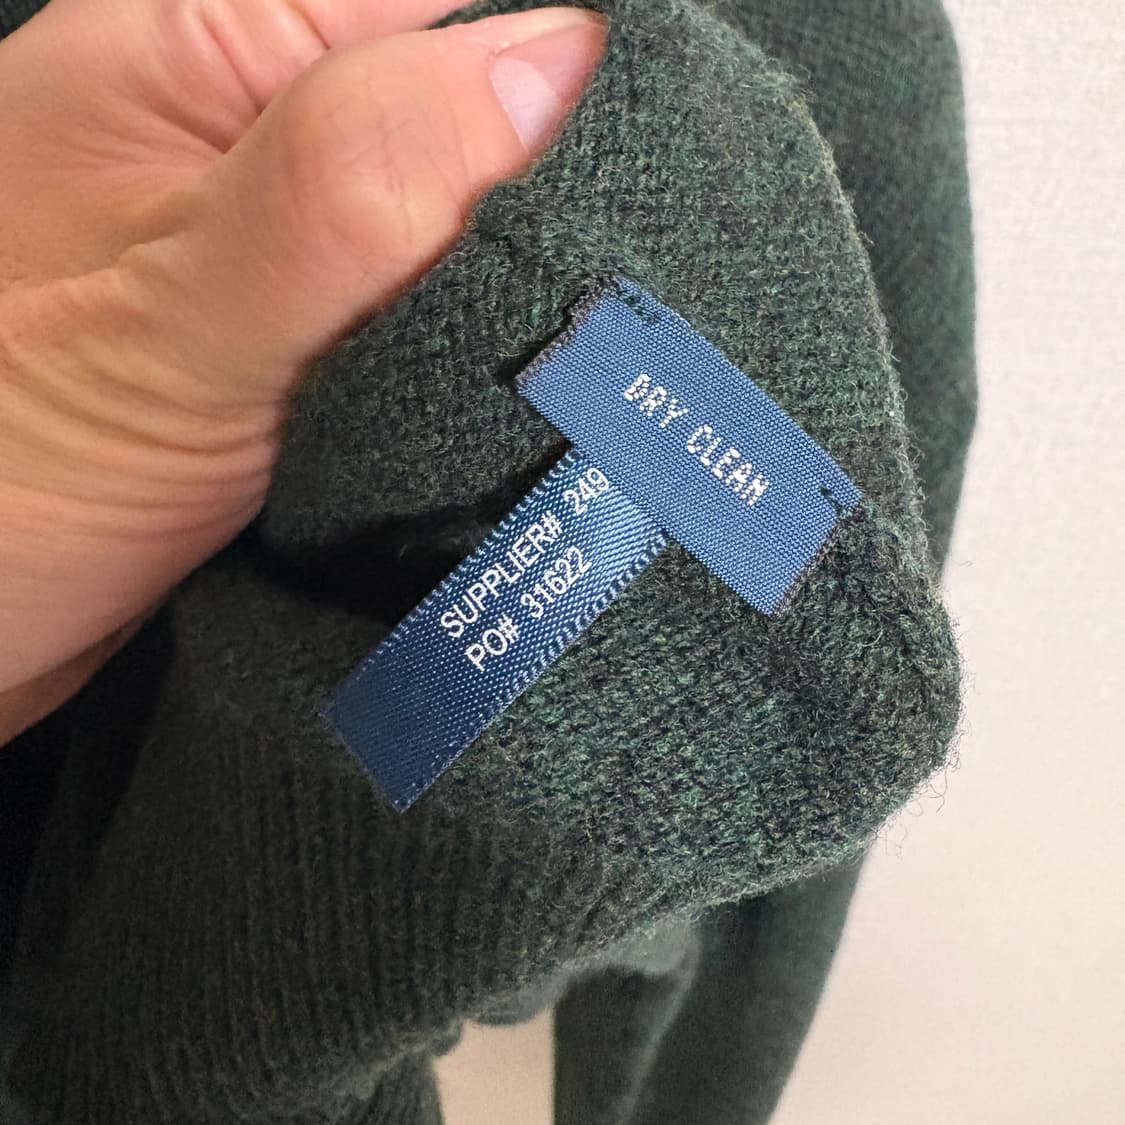 DRY CLEAN
SUPPLIER# 249
PO# 31622